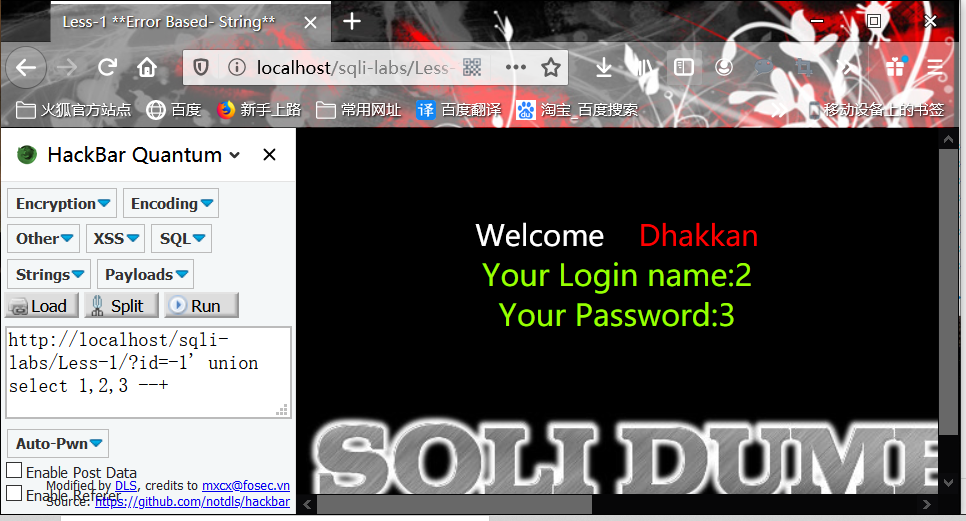 Less-1 **Error Based- String**
localhost/sqli-labs/Less-
火狐官方站点 百度 新手上路 常用网址 译 百度翻译 淘宝_百度搜索 移动设备上的书签
HackBar Quantum
Encryption Encoding
Other XSS SQL
Strings Payloads
Load Split Run
http://localhost/sqli-
labs/Less-1/?id=-1' union
select 1,2,3 --+
Auto-Pwn
Enable Post Data
Modified by DLS, credits to mxcx@fosec.vn
Enable Referer
Source: https://github.com/notdls/hackbar
Welcome Dhakkan
Your Login name:2
Your Password:3
SQLI DUM